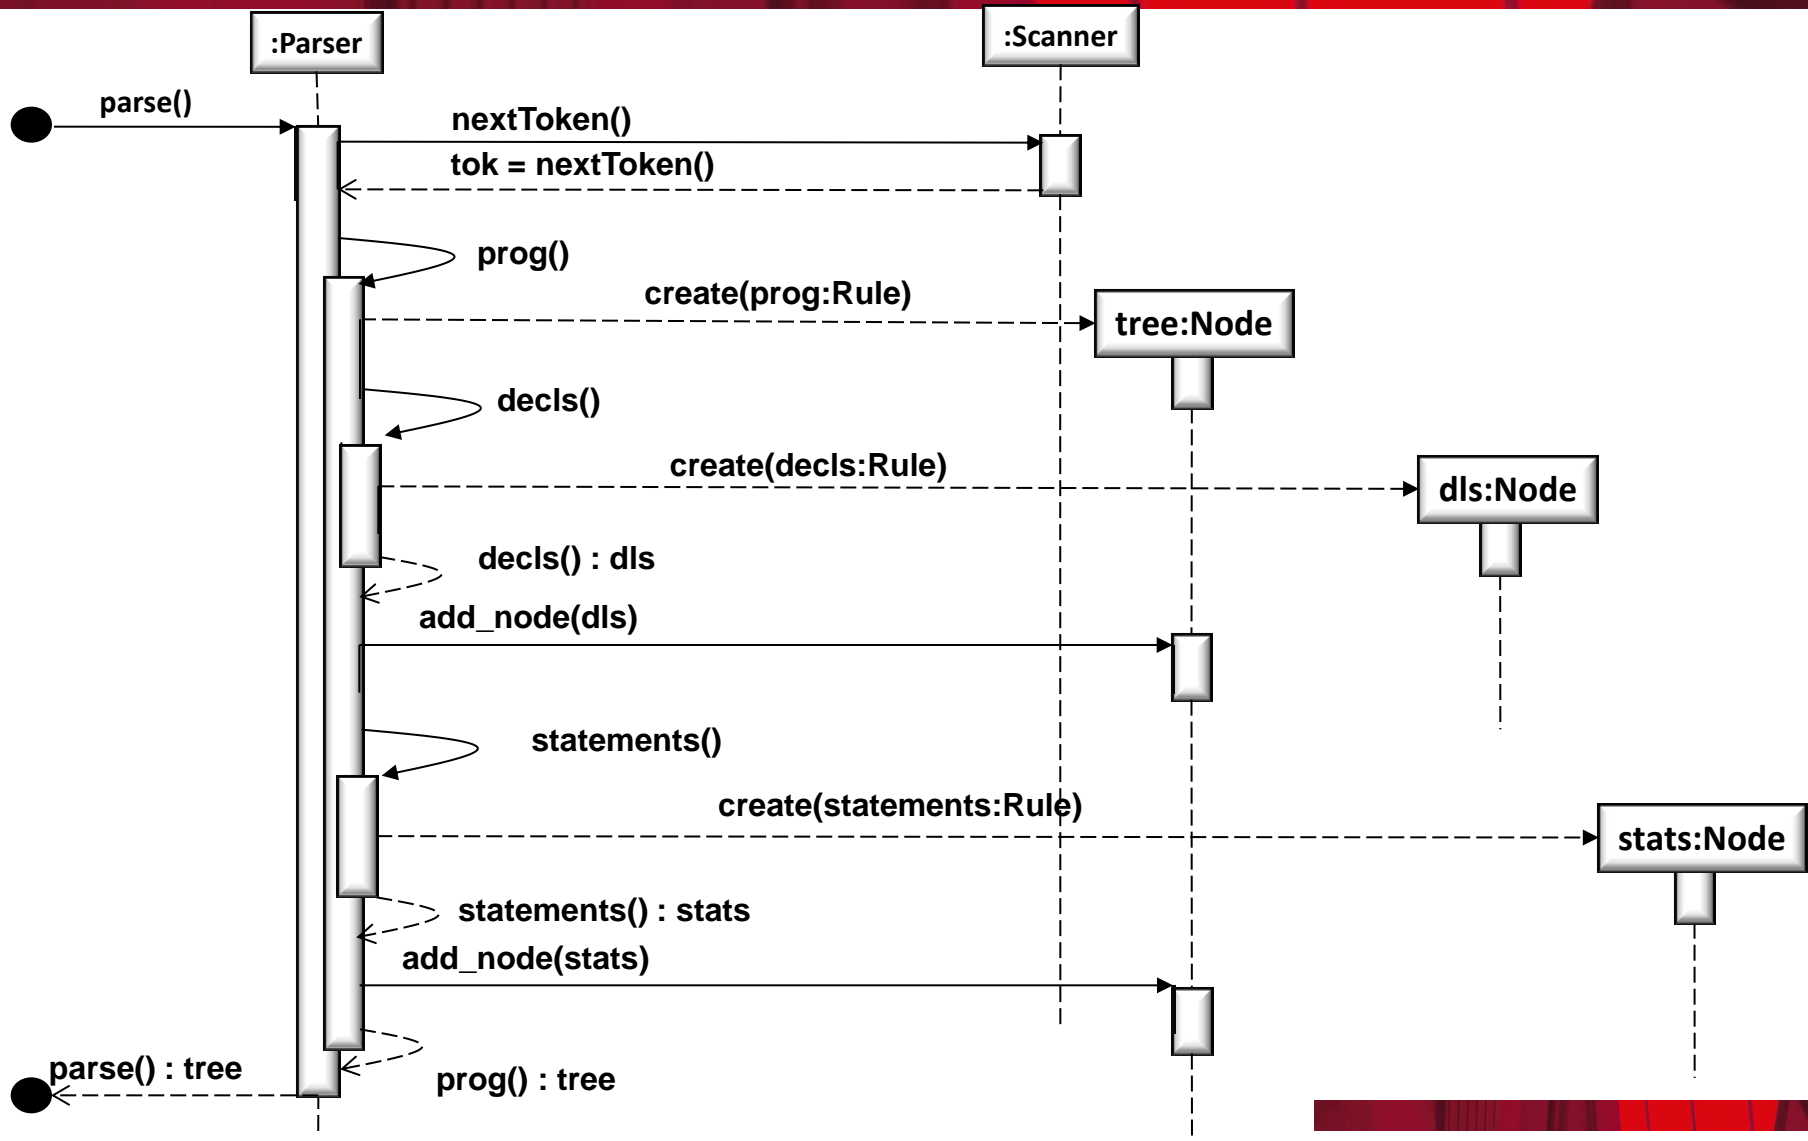 :Parser
:Scanner
parse()
nextToken()
tok = nextToken()
prog()
create(prog:Rule)
tree:Node
decls()
create(decls:Rule)
dls:Node
decls() : dls
add_node(dls)
statements()
create(statements:Rule)
stats:Node
statements() : stats
add_node(stats)
parse() : tree
prog() : tree